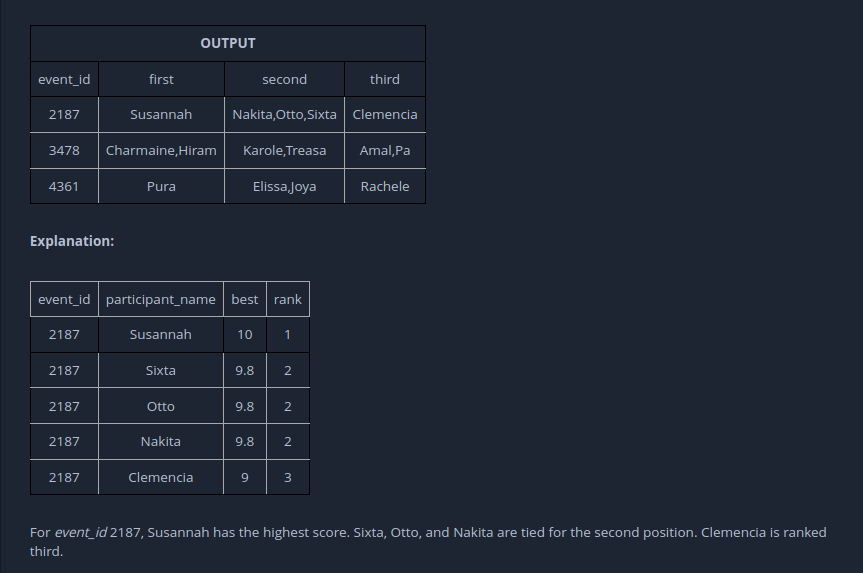 OUTPUT
event_id first second third
2187 Susannah Nakita,Otto,Sixta Clemencia
3478 Charmaine,Hiram Karole,Treasa Amal,Pa
4361 Pura Elissa,Joya Rachele
Explanation:
event_id participant_name best rank
2187 Susannah 10 1
2187 Sixta 9.8 2
2187 Otto 9.8 2
2187 Nakita 9.8 2
2187 Clemencia 9 3
For event_id 2187, Susannah has the highest score. Sixta, Otto, and Nakita are tied for the second position. Clemencia is ranked
third.